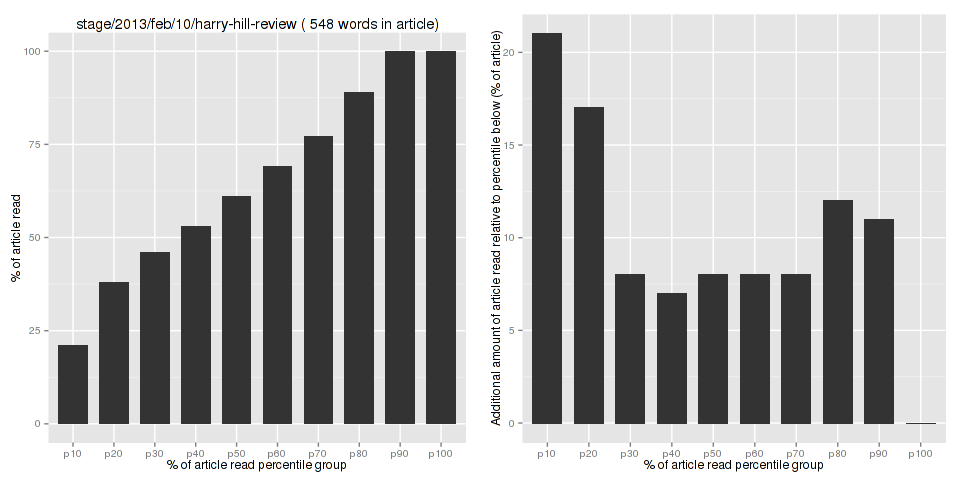 stage/2013/feb/10/harry-hill-review ( 548 words in article)
% of article read
100
75
50
25
0
p10 p20 p30 p40 p50 p60 p70 p80 p90 p100
% of article read percentile group
Additional amount of article read relative to percentile below (% of article)
20
15
10
5
0
p10 p20 p30 p40 p50 p60 p70 p80 p90 p100
% of article read percentile group